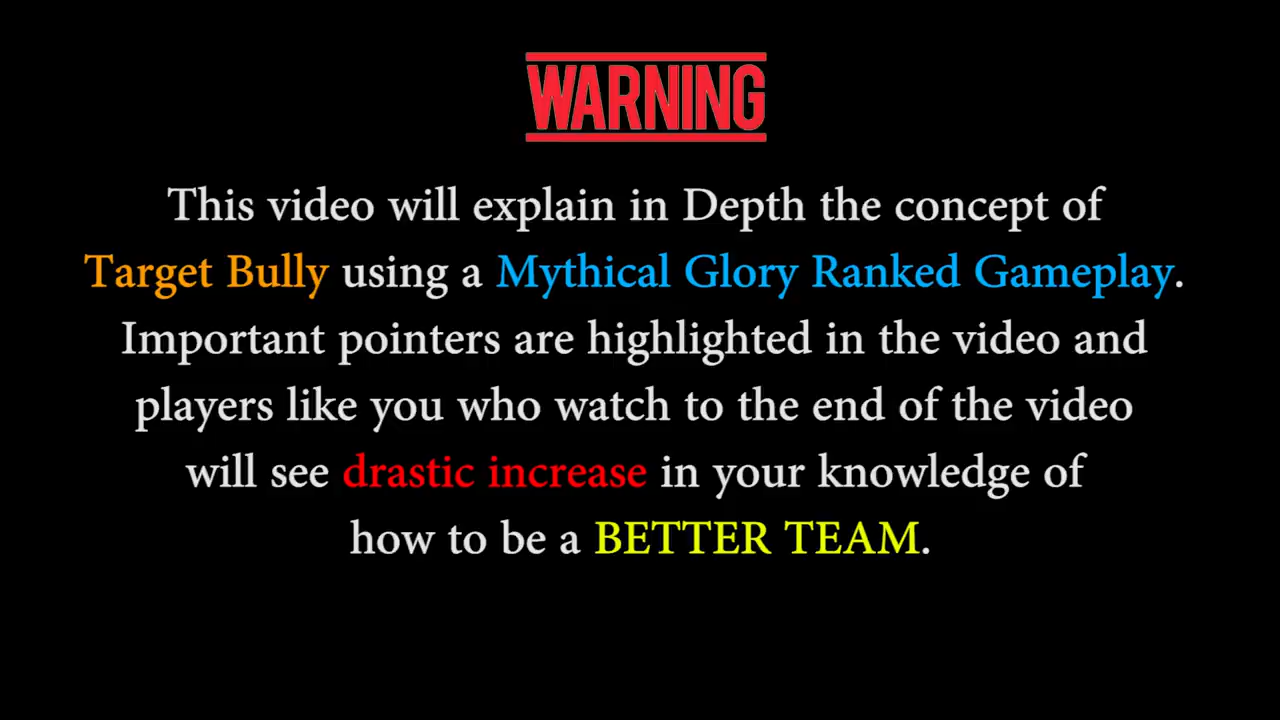 WARNING
This video will explain in Depth the concept of
Target Bully using a Mythical Glory Ranked Gameplay.
Important pointers are highlighted in the video and
players like you who watch to the end of the video
will see drastic increase in your knowledge of
how to be a BETTER TEAM.